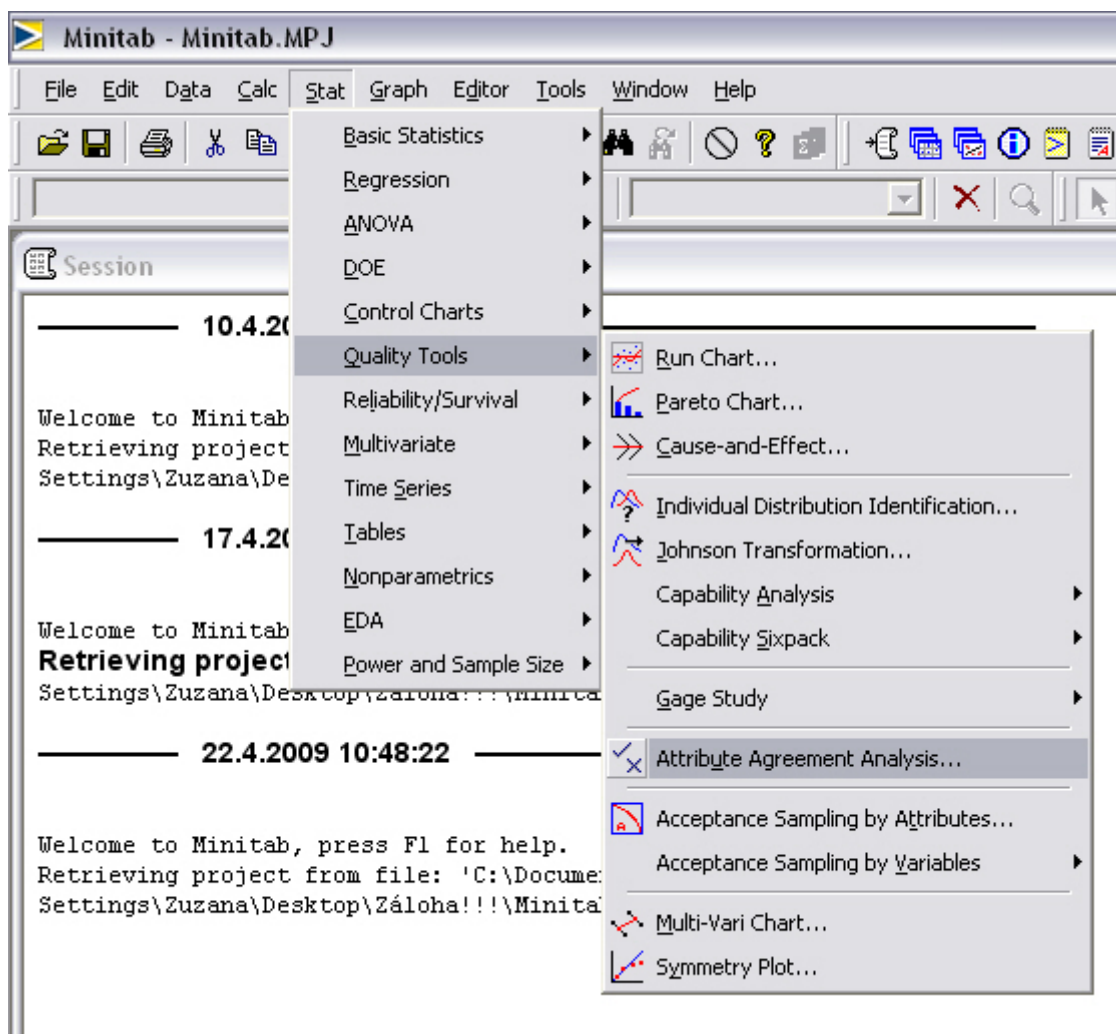 Minitab - Minitab.MPJ
File Edit Data Calc Stat Graph Editor Tools Window Help
Basic Statistics
Regression
ANOVA
DOE
Control Charts
Quality Tools
Reliability/Survival
Multivariate
Time Series
Tables
Nonparametrics
EDA
Power and Sample Size
Run Chart...
Pareto Chart...
Cause-and-Effect...
Individual Distribution Identification...
Johnson Transformation...
Capability Analysis
Capability Sixpack
Gage Study
Attribute Agreement Analysis...
Acceptance Sampling by Attributes...
Acceptance Sampling by Variables
Multi-Vari Chart...
Symmetry Plot...
Session
10.4.20
Welcome to Minitab
Retrieving project
Settings\Zuzana\De
17.4.20
Welcome to Minitab
Retrieving project
Settings\Zuzana\Desktop\Záloha!!!\Minita
22.4.2009 10:48:22
Welcome to Minitab, press F1 for help.
Retrieving project from file: 'C:\Docume
Settings\Zuzana\Desktop\Záloha!!!\Minita